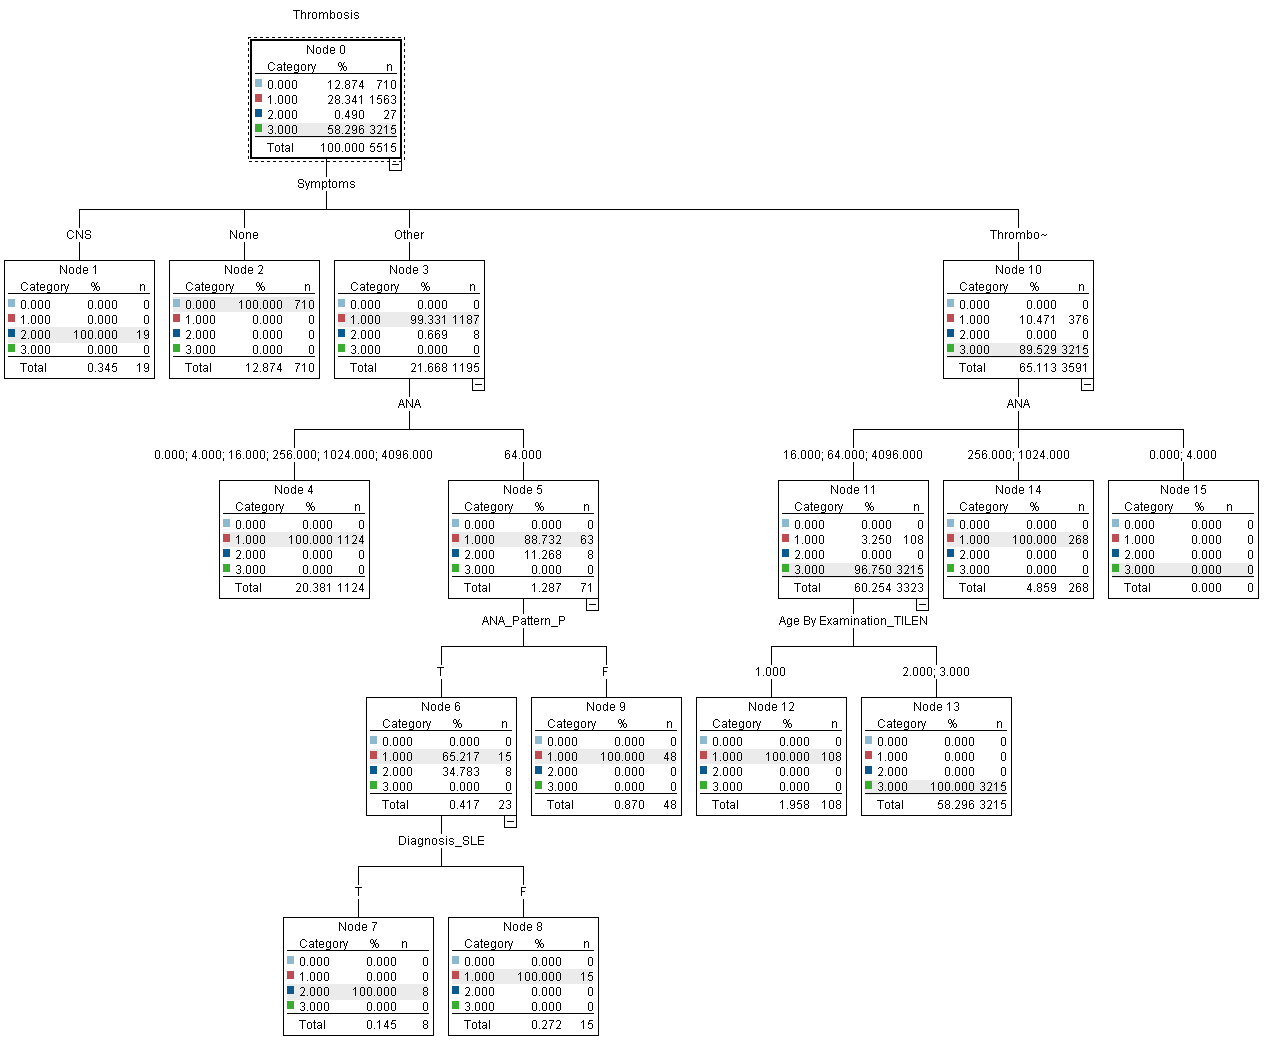 Thrombosis
Node 0
Category % n
0.000 12.874 710
1.000 28.341 1563
2.000 0.490 27
3.000 58.296 3215
Total 100.000 5515
Symptoms
CNS
None
Other
Thrombo~
Node 1
Category % n
0.000 0.000 0
1.000 0.000 0
2.000 100.000 19
3.000 0.000 0
Total 0.345 19
Node 2
Category % n
0.000 100.000 710
1.000 0.000 0
2.000 0.000 0
3.000 0.000 0
Total 12.874 710
Node 3
Category % n
0.000 0.000 0
1.000 99.331 1187
2.000 0.669 8
3.000 0.000 0
Total 21.668 1195
Node 10
Category % n
0.000 0.000 0
1.000 10.471 376
2.000 0.000 0
3.000 89.529 3215
Total 65.113 3591
ANA
ANA
0.000; 4.000; 16.000; 256.000; 1024.000; 4096.000
64.000
16.000; 64.000; 4096.000
256.000; 1024.000
0.000; 4.000
Node 4
Category % n
0.000 0.000 0
1.000 100.000 1124
2.000 0.000 0
3.000 0.000 0
Total 20.381 1124
Node 5
Category % n
0.000 0.000 0
1.000 88.732 63
2.000 11.268 8
3.000 0.000 0
Total 1.287 71
Node 11
Category % n
0.000 0.000 0
1.000 3.250 108
2.000 0.000 0
3.000 96.750 3215
Total 60.254 3323
Node 14
Category % n
0.000 0.000 0
1.000 100.000 268
2.000 0.000 0
3.000 0.000 0
Total 4.859 268
Node 15
Category % n
0.000 0.000 0
1.000 0.000 0
2.000 0.000 0
3.000 0.000 0
Total 0.000 0
ANA_Pattern_P
Age By Examination_TILEN
T
F
1.000
2.000; 3.000
Node 6
Category % n
0.000 0.000 0
1.000 65.217 15
2.000 34.783 8
3.000 0.000 0
Total 0.417 23
Node 9
Category % n
0.000 0.000 0
1.000 100.000 48
2.000 0.000 0
3.000 0.000 0
Total 0.870 48
Node 12
Category % n
0.000 0.000 0
1.000 100.000 108
2.000 0.000 0
3.000 0.000 0
Total 1.958 108
Node 13
Category % n
0.000 0.000 0
1.000 0.000 0
2.000 0.000 0
3.000 100.000 3215
Total 58.296 3215
Diagnosis_SLE
T
F
Node 7
Category % n
0.000 0.000 0
1.000 0.000 0
2.000 100.000 8
3.000 0.000 0
Total 0.145 8
Node 8
Category % n
0.000 0.000 0
1.000 100.000 15
2.000 0.000 0
3.000 0.000 0
Total 0.272 15